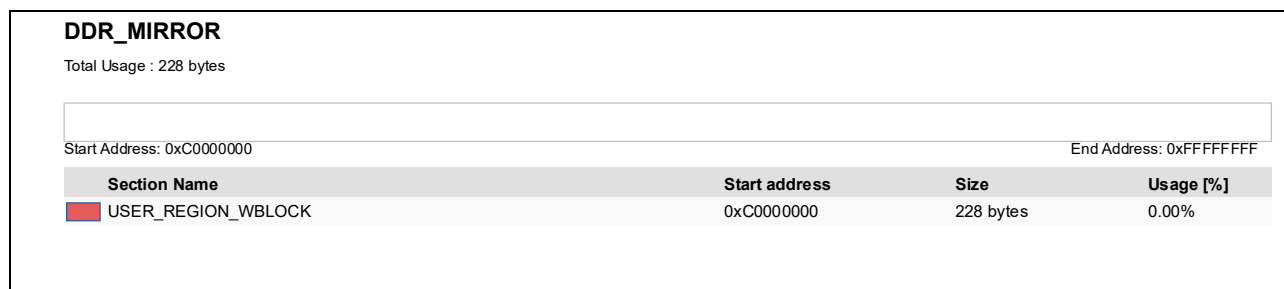 DDR_MIRROR
Total Usage : 228 bytes
Start Address: 0xC0000000 End Address: 0xFFFFFFFF
Section Name Start address Size Usage [%]
USER_REGION_WBLOCK 0xC0000000 228 bytes 0.00%